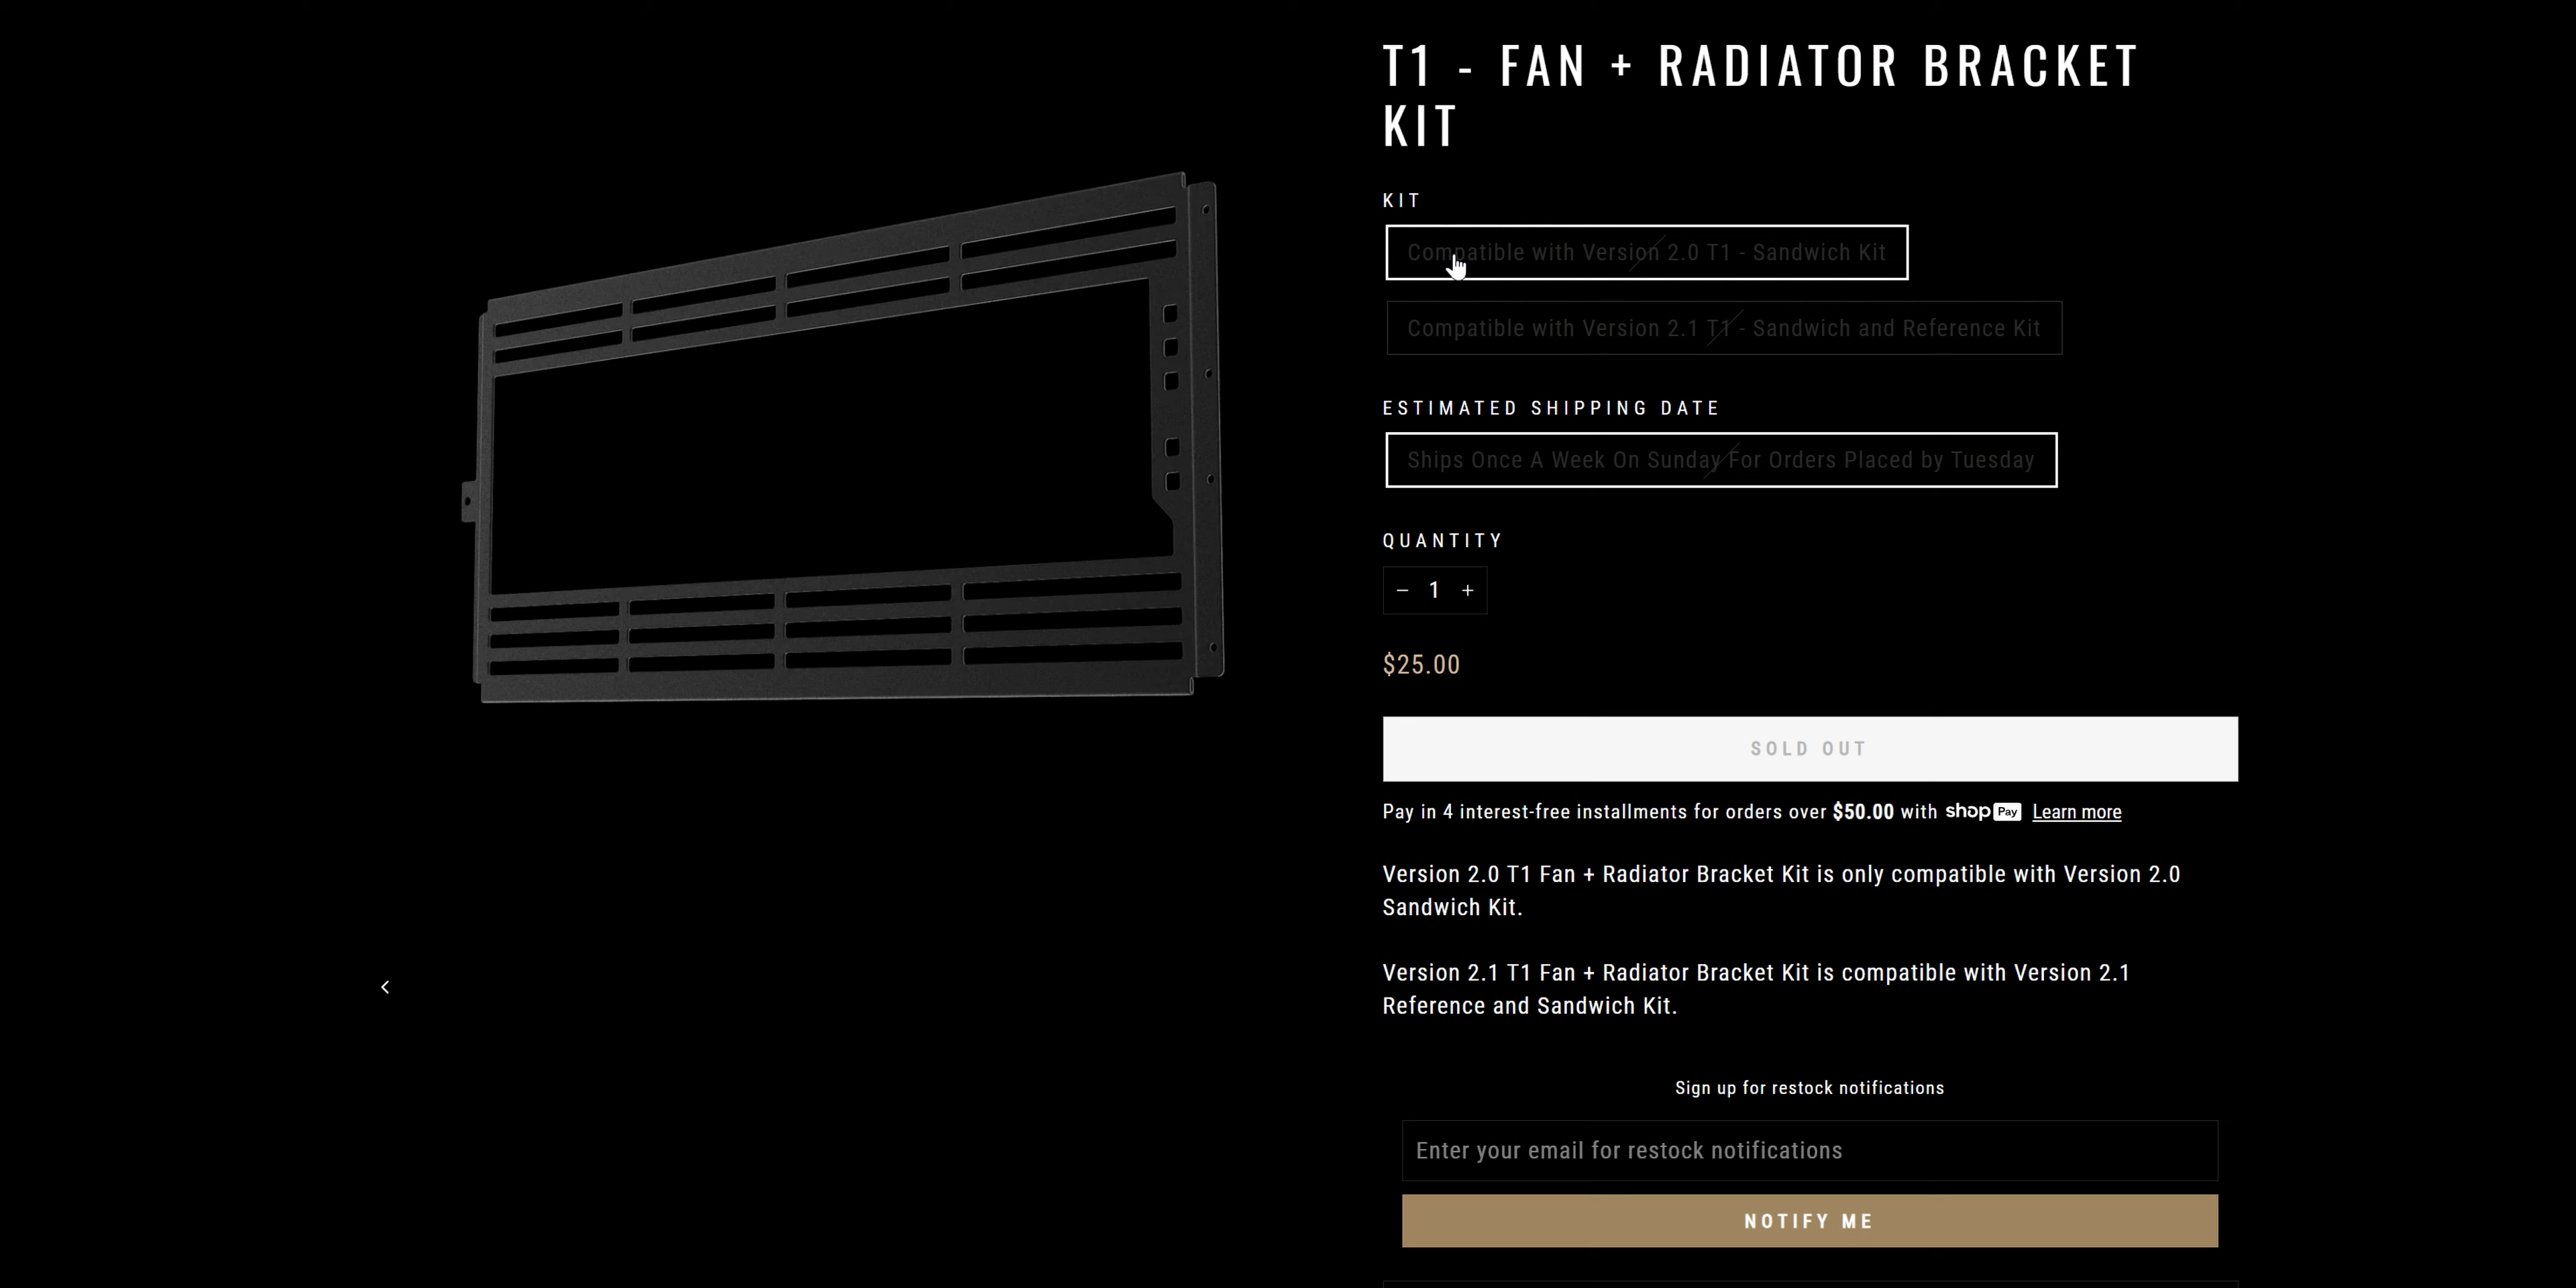 T1 - FAN + RADIATOR BRACKET
KIT
KIT
Compatible with Version 2.0 T1 - Sandwich Kit
Compatible with Version 2.1 T1 - Sandwich and Reference Kit
ESTIMATED SHIPPING DATE
Ships Once A Week On Sunday For Orders Placed by Tuesday
QUANTITY
− 1 +
$25.00
SOLD OUT
Pay in 4 interest-free installments for orders over $50.00 with shop Pay Learn more
Version 2.0 T1 Fan + Radiator Bracket Kit is only compatible with Version 2.0
Sandwich Kit.
Version 2.1 T1 Fan + Radiator Bracket Kit is compatible with Version 2.1
Reference and Sandwich Kit.
Sign up for restock notifications
Enter your email for restock notifications
NOTIFY ME